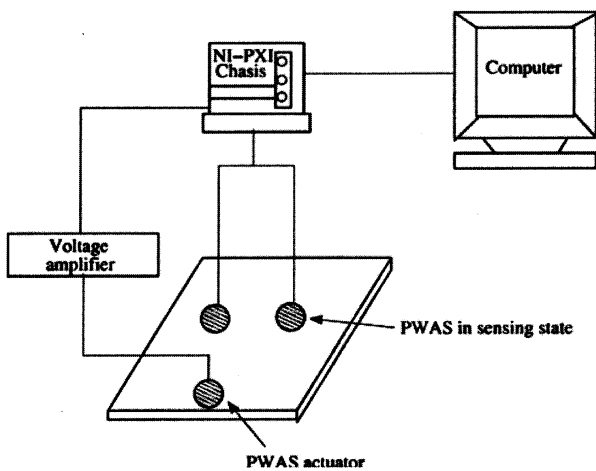 NI-PXI
Chasis
Computer
Voltage
amplifier
PWAS in sensing state
PWAS actuator